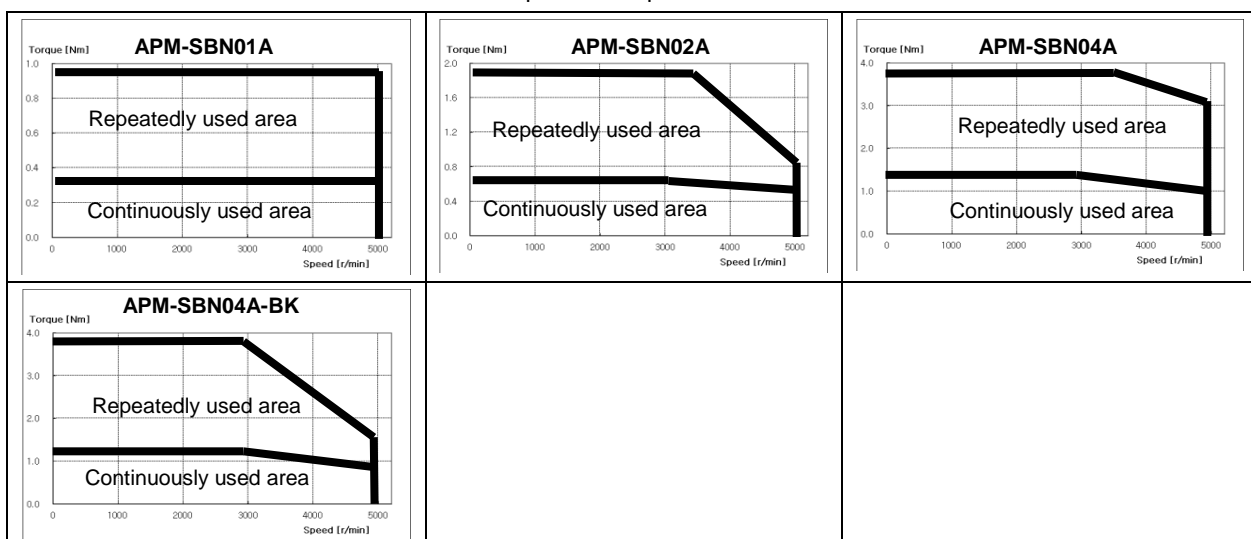 APM-SBN01A
Torque [Nm]
1.0
0.8
Repeatedly used area
0.6
0.4
Continuously used area
0.2
0.0
0 1000 2000 3000 4000 5000
Speed [r/min]
APM-SBN02A
Torque [Nm]
2.0
1.6
Repeatedly used area
1.2
0.8
Continuously used area
0.4
0.0
0 1000 2000 3000 4000 5000
Speed [r/min]
APM-SBN04A
Torque [Nm]
4.0
3.0
Repeatedly used area
2.0
1.0
Continuously used area
0.0
0 1000 2000 3000 4000 5000
Speed [r/min]
APM-SBN04A-BK
Torque [Nm]
4.0
3.0
Repeatedly used area
2.0
1.0
Continuously used area
0.0
0 1000 2000 3000 4000 5000
Speed [r/min]